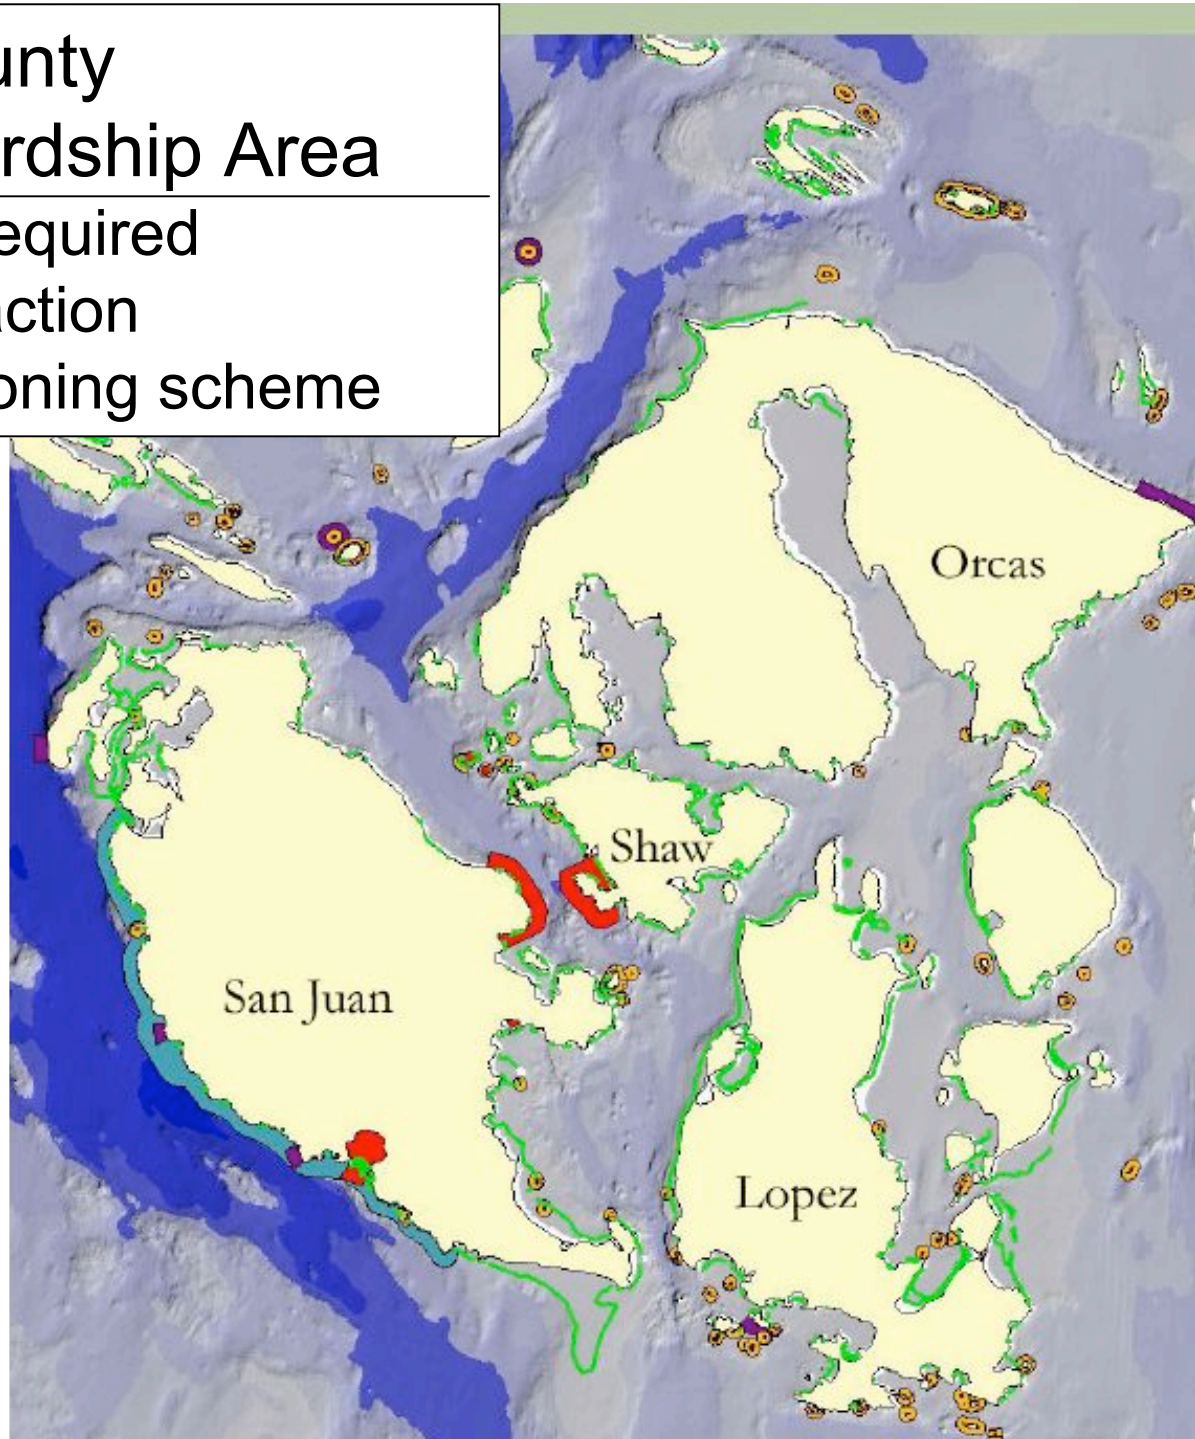 unty
rdship Area
equired
action
oning scheme
Orcas
Shaw
San Juan
Lopez